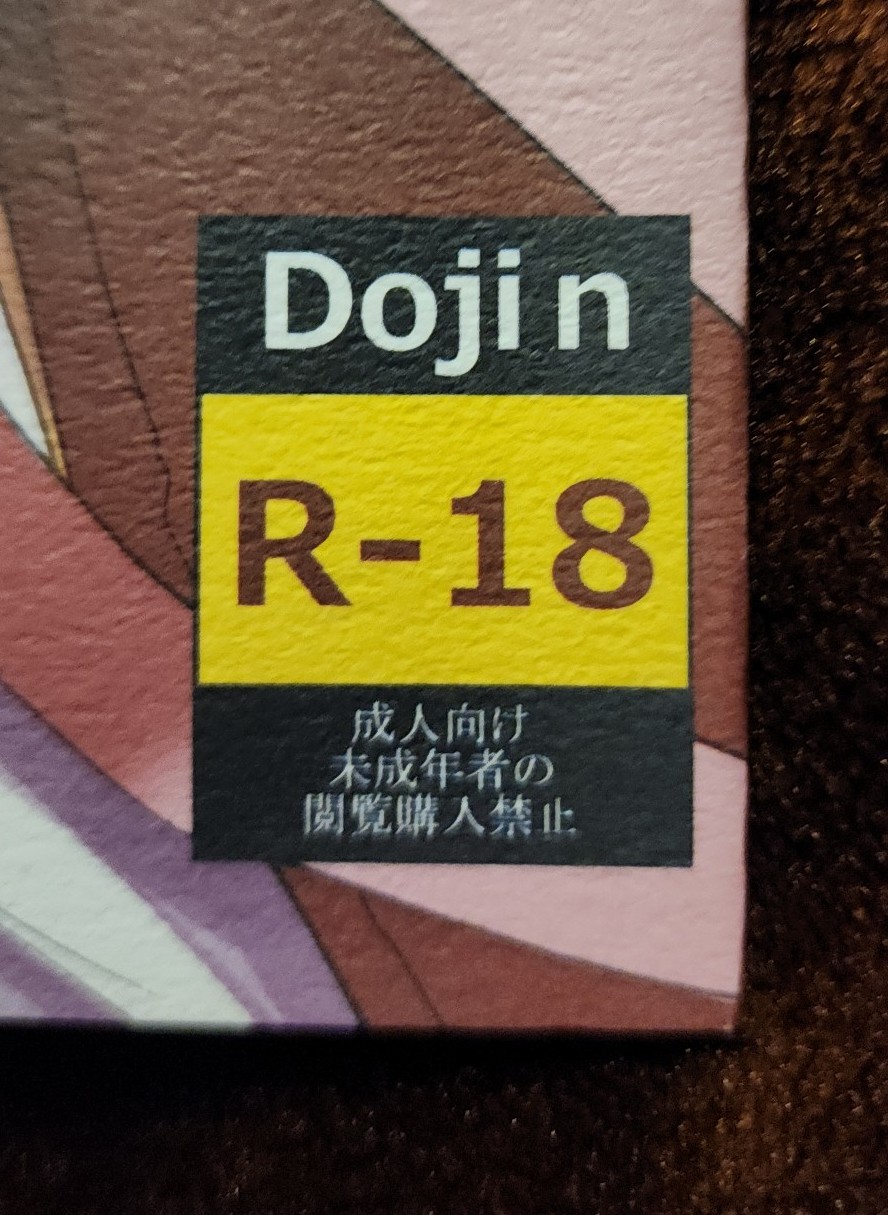 Dojin
R-18
成人向け
未成年者の
閲覧購入禁止